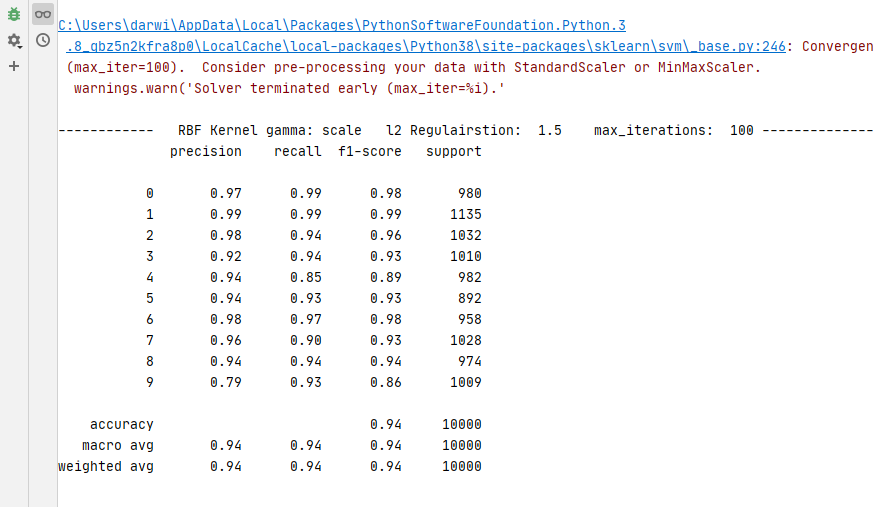 C:\Users\darwi\AppData\Local\Packages\PythonSoftwareFoundation.Python.3
.8_qbz5n2kfra8p0\LocalCache\local-packages\Python38\site-packages\sklearn\svm\_base.py:246: Convergen
(max_iter=100).  Consider pre-processing your data with StandardScaler or MinMaxScaler.
warnings.warn('Solver terminated early (max_iter=%i).'
------------   RBF Kernel gamma: scale   l2 Regulairstion:  1.5    max_iterations:  100 --------------
precision    recall  f1-score   support
0       0.97      0.99      0.98       980
1       0.99      0.99      0.99      1135
2       0.98      0.94      0.96      1032
3       0.92      0.94      0.93      1010
4       0.94      0.85      0.89       982
5       0.94      0.93      0.93       892
6       0.98      0.97      0.98       958
7       0.96      0.90      0.93      1028
8       0.94      0.94      0.94       974
9       0.79      0.93      0.86      1009
accuracy                           0.94     10000
macro avg       0.94      0.94      0.94     10000
weighted avg       0.94      0.94      0.94     10000